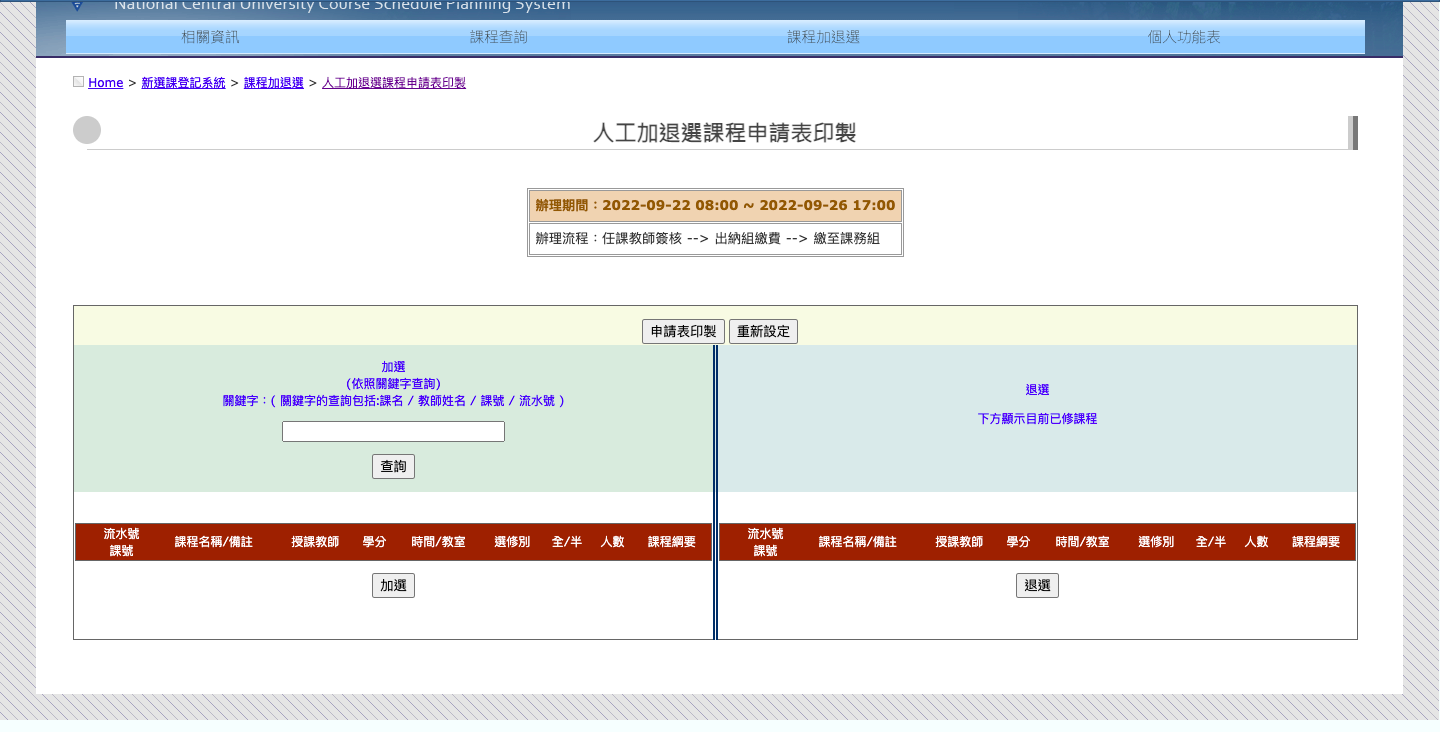 National Central University Course Schedule Planning System
相關資訊 課程查詢 課程加退選 個人功能表
Home > 新選課登記系統 > 課程加退選 > 人工加退選課程申請表印製
人工加退選課程申請表印製
辦理期間：2022-09-22 08:00 ~ 2022-09-26 17:00
辦理流程：任課教師簽核 --> 出納組繳費 --> 繳至課務組
申請表印製 重新設定
加選
(依照關鍵字查詢)
關鍵字：( 關鍵字的查詢包括:課名 / 教師姓名 / 課號 / 流水號 )
查詢
退選
下方顯示目前已修課程
流水號
課號 課程名稱/備註 授課教師 學分 時間/教室 選修別 全/半 人數 課程綱要
加選
流水號
課號 課程名稱/備註 授課教師 學分 時間/教室 選修別 全/半 人數 課程綱要
退選